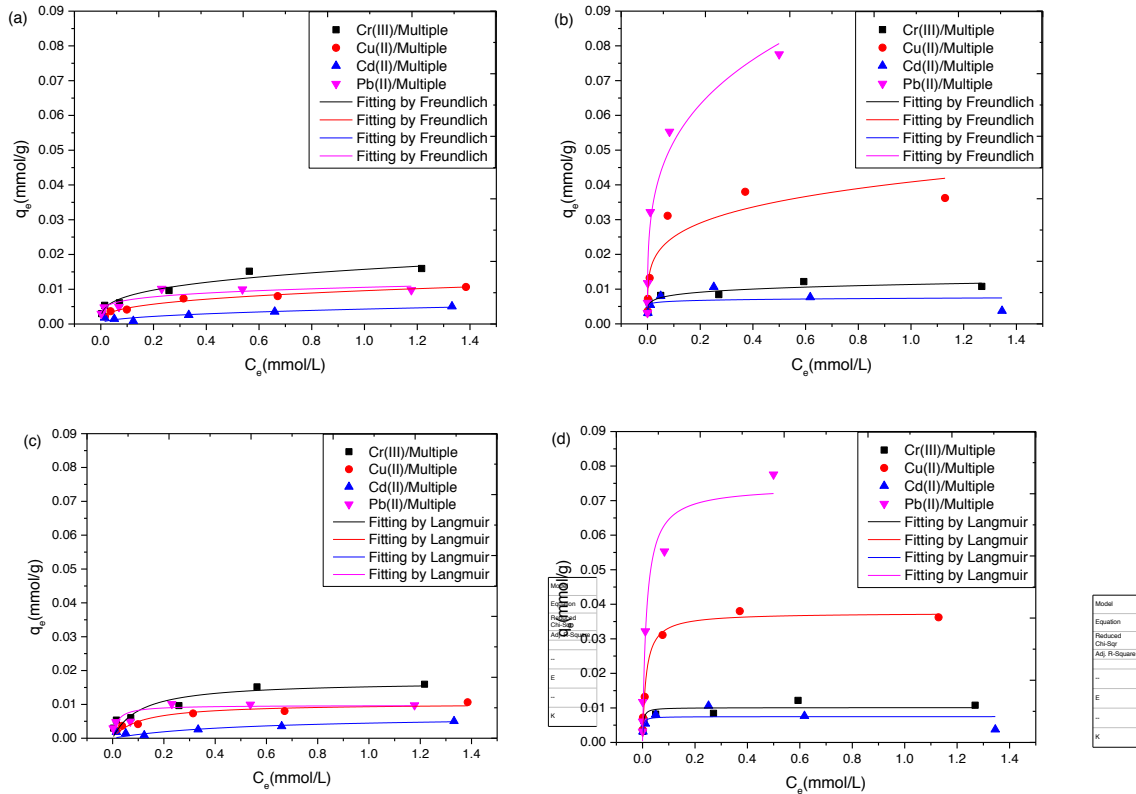 (a)
Cr(III)/Multiple
Cu(II)/Multiple
Cd(II)/Multiple
Pb(II)/Multiple
Fitting by Freundlich
Fitting by Freundlich
Fitting by Freundlich
Fitting by Freundlich
0.09
0.08
0.07
0.06
0.05
0.04
0.03
0.02
0.01
0.00
qe(mmol/g)
0.0 0.2 0.4 0.6 0.8 1.0 1.2 1.4
Ce(mmol/L)
(b)
Cr(III)/Multiple
Cu(II)/Multiple
Cd(II)/Multiple
Pb(II)/Multiple
Fitting by Freundlich
Fitting by Freundlich
Fitting by Freundlich
Fitting by Freundlich
0.09
0.08
0.07
0.06
0.05
0.04
0.03
0.02
0.01
0.00
qe(mmol/g)
0.0 0.2 0.4 0.6 0.8 1.0 1.2 1.4
Ce(mmol/L)
(c)
Cr(III)/Multiple
Cu(II)/Multiple
Cd(II)/Multiple
Pb(II)/Multiple
Fitting by Langmuir
Fitting by Langmuir
Fitting by Langmuir
Fitting by Langmuir
0.09
0.08
0.07
0.06
0.05
0.04
0.03
0.02
0.01
0.00
qe(mmol/g)
0.0 0.2 0.4 0.6 0.8 1.0 1.2 1.4
Ce(mmol/L)
Equation
Reduced
Chi-Sqr
Adj. R-Square
--
E
--
K
(d)
Cr(III)/Multiple
Cu(II)/Multiple
Cd(II)/Multiple
Pb(II)/Multiple
Fitting by Langmuir
Fitting by Langmuir
Fitting by Langmuir
Fitting by Langmuir
0.09
0.08
0.07
0.06
0.05
0.04
0.03
0.02
0.01
0.00
(mmol/g)
0.0 0.2 0.4 0.6 0.8 1.0 1.2 1.4
Ce(mmol/L)
Model
Equation
Reduced
Chi-Sqr
Adj. R-Square
--
E
--
K